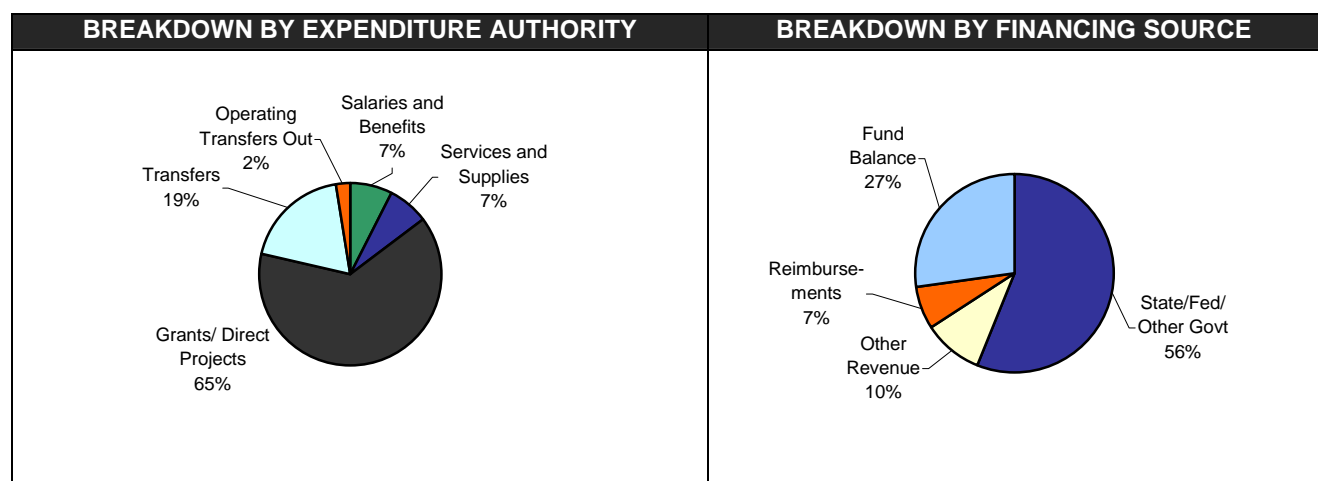 BREAKDOWN BY EXPENDITURE AUTHORITY
Operating
Transfers Out
2%
Salaries and
Benefits
7%
Services and
Supplies
7%
Transfers
19%
Grants/ Direct
Projects
65%
BREAKDOWN BY FINANCING SOURCE
Fund
Balance
27%
Reimburse-
ments
7%
Other
Revenue
10%
State/Fed/
Other Govt
56%